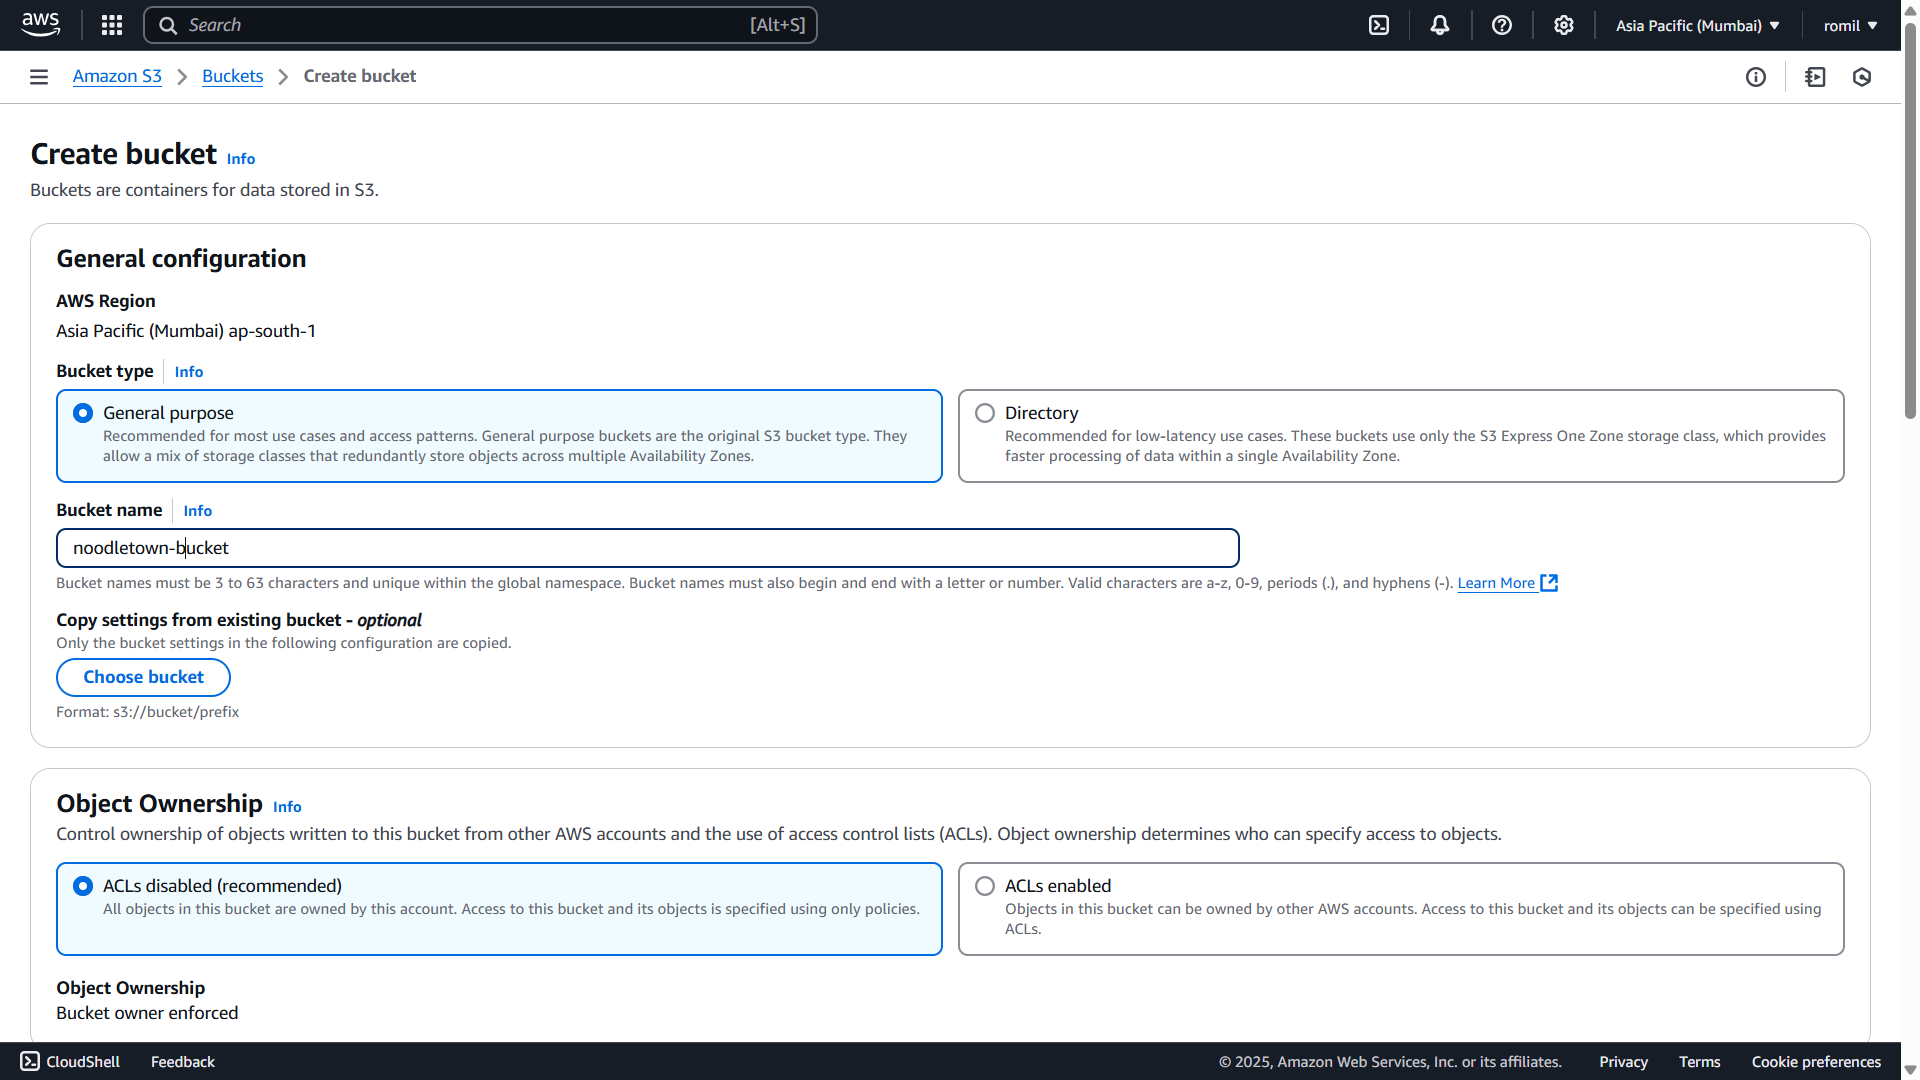 aws
Search [Alt+S]
Asia Pacific (Mumbai)
romil
Amazon S3 > Buckets > Create bucket
Create bucket Info
Buckets are containers for data stored in S3.
General configuration
AWS Region
Asia Pacific (Mumbai) ap-south-1
Bucket type Info
General purpose
Recommended for most use cases and access patterns. General purpose buckets are the original S3 bucket type. They
allow a mix of storage classes that redundantly store objects across multiple Availability Zones.
Directory
Recommended for low-latency use cases. These buckets use only the S3 Express One Zone storage class, which provides
faster processing of data within a single Availability Zone.
Bucket name Info
noodletown-bucket
Bucket names must be 3 to 63 characters and unique within the global namespace. Bucket names must also begin and end with a letter or number. Valid characters are a-z, 0-9, periods (.), and hyphens (-). Learn More
Copy settings from existing bucket - optional
Only the bucket settings in the following configuration are copied.
Choose bucket
Format: s3://bucket/prefix
Object Ownership Info
Control ownership of objects written to this bucket from other AWS accounts and the use of access control lists (ACLs). Object ownership determines who can specify access to objects.
ACLs disabled (recommended)
All objects in this bucket are owned by this account. Access to this bucket and its objects is specified using only policies.
ACLs enabled
Objects in this bucket can be owned by other AWS accounts. Access to this bucket and its objects can be specified using
ACLs.
Object Ownership
Bucket owner enforced
CloudShell Feedback © 2025, Amazon Web Services, Inc. or its affiliates. Privacy Terms Cookie preferences